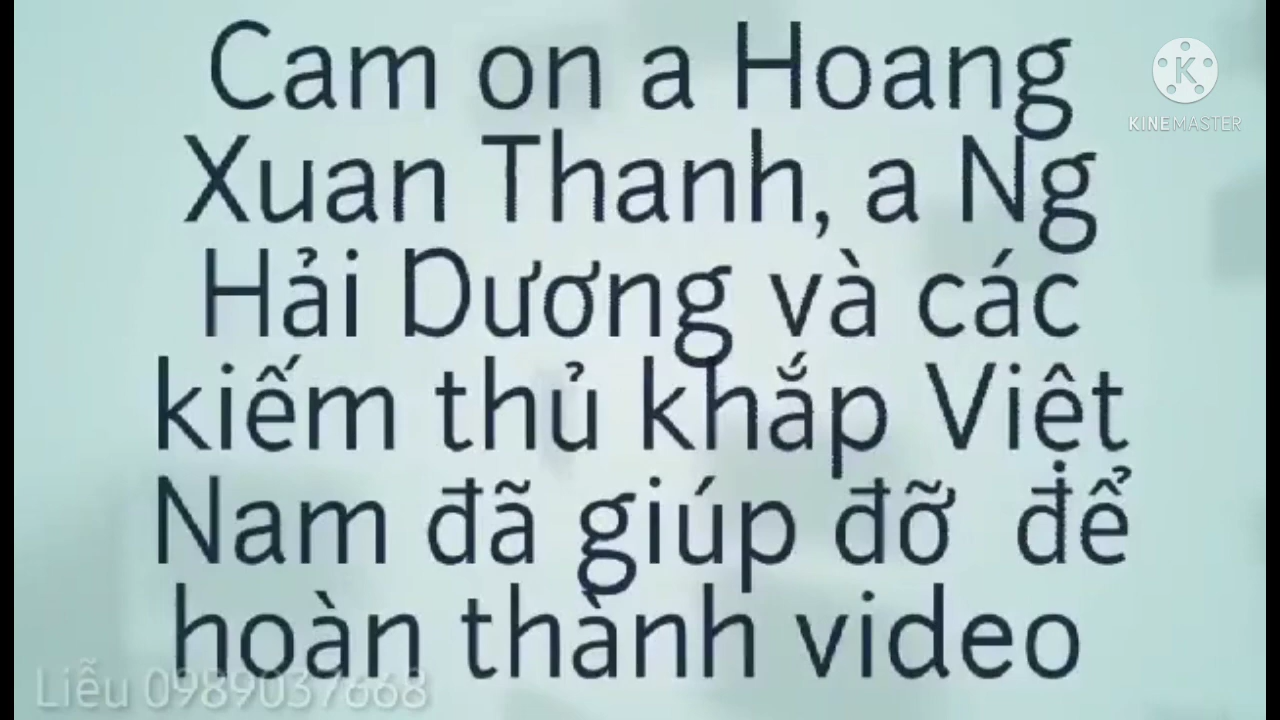 Cam on a Hoang
Xuan Thanh, a Ng
Hải Dương và các
kiếm thủ khắp Việt
Nam đã giúp đỡ để
hoàn thành video
KINEMASTER
Liễu 0989037668